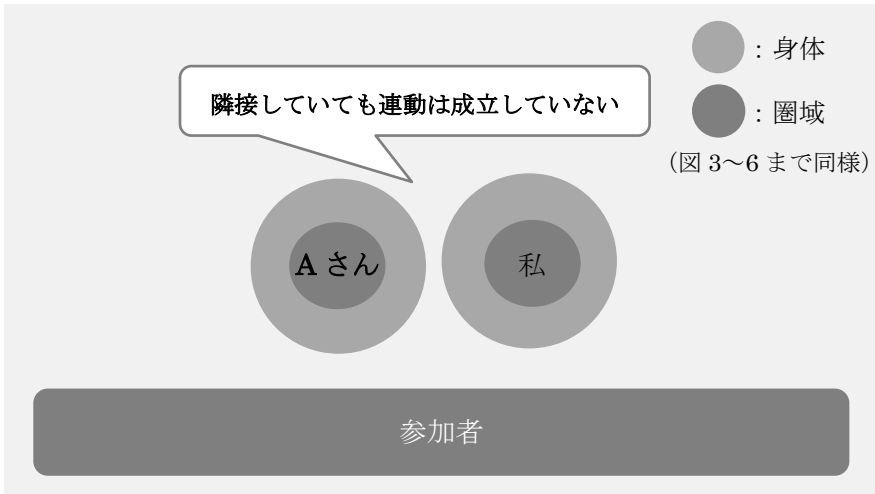 ：身体
隣接していても連動は成立していない
：圏域
（図 3～6 まで同様）
A さん
私
参加者